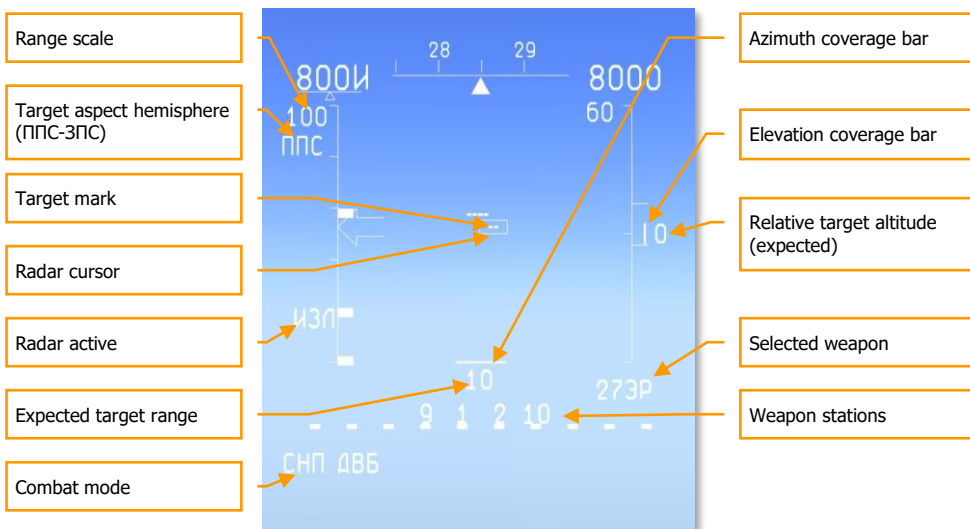 Range scale
Target aspect hemisphere
(ППС-ЗПС)
Target mark
Radar cursor
Radar active
Expected target range
Combat mode
28 29
800И 8000
100 60
ППС
10
ИЗЛ
10
27ЭР
9 1 2 10
СНП ДВБ
Azimuth coverage bar
Elevation coverage bar
Relative target altitude
(expected)
Selected weapon
Weapon stations